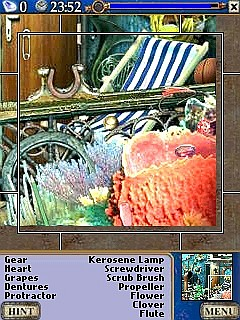 0 23:52
Gear Kerosene Lamp
Heart Screwdriver
Grapes Scrub Brush
Dentures Propeller
Protractor Flower
Clover
Flute
HINT MENU